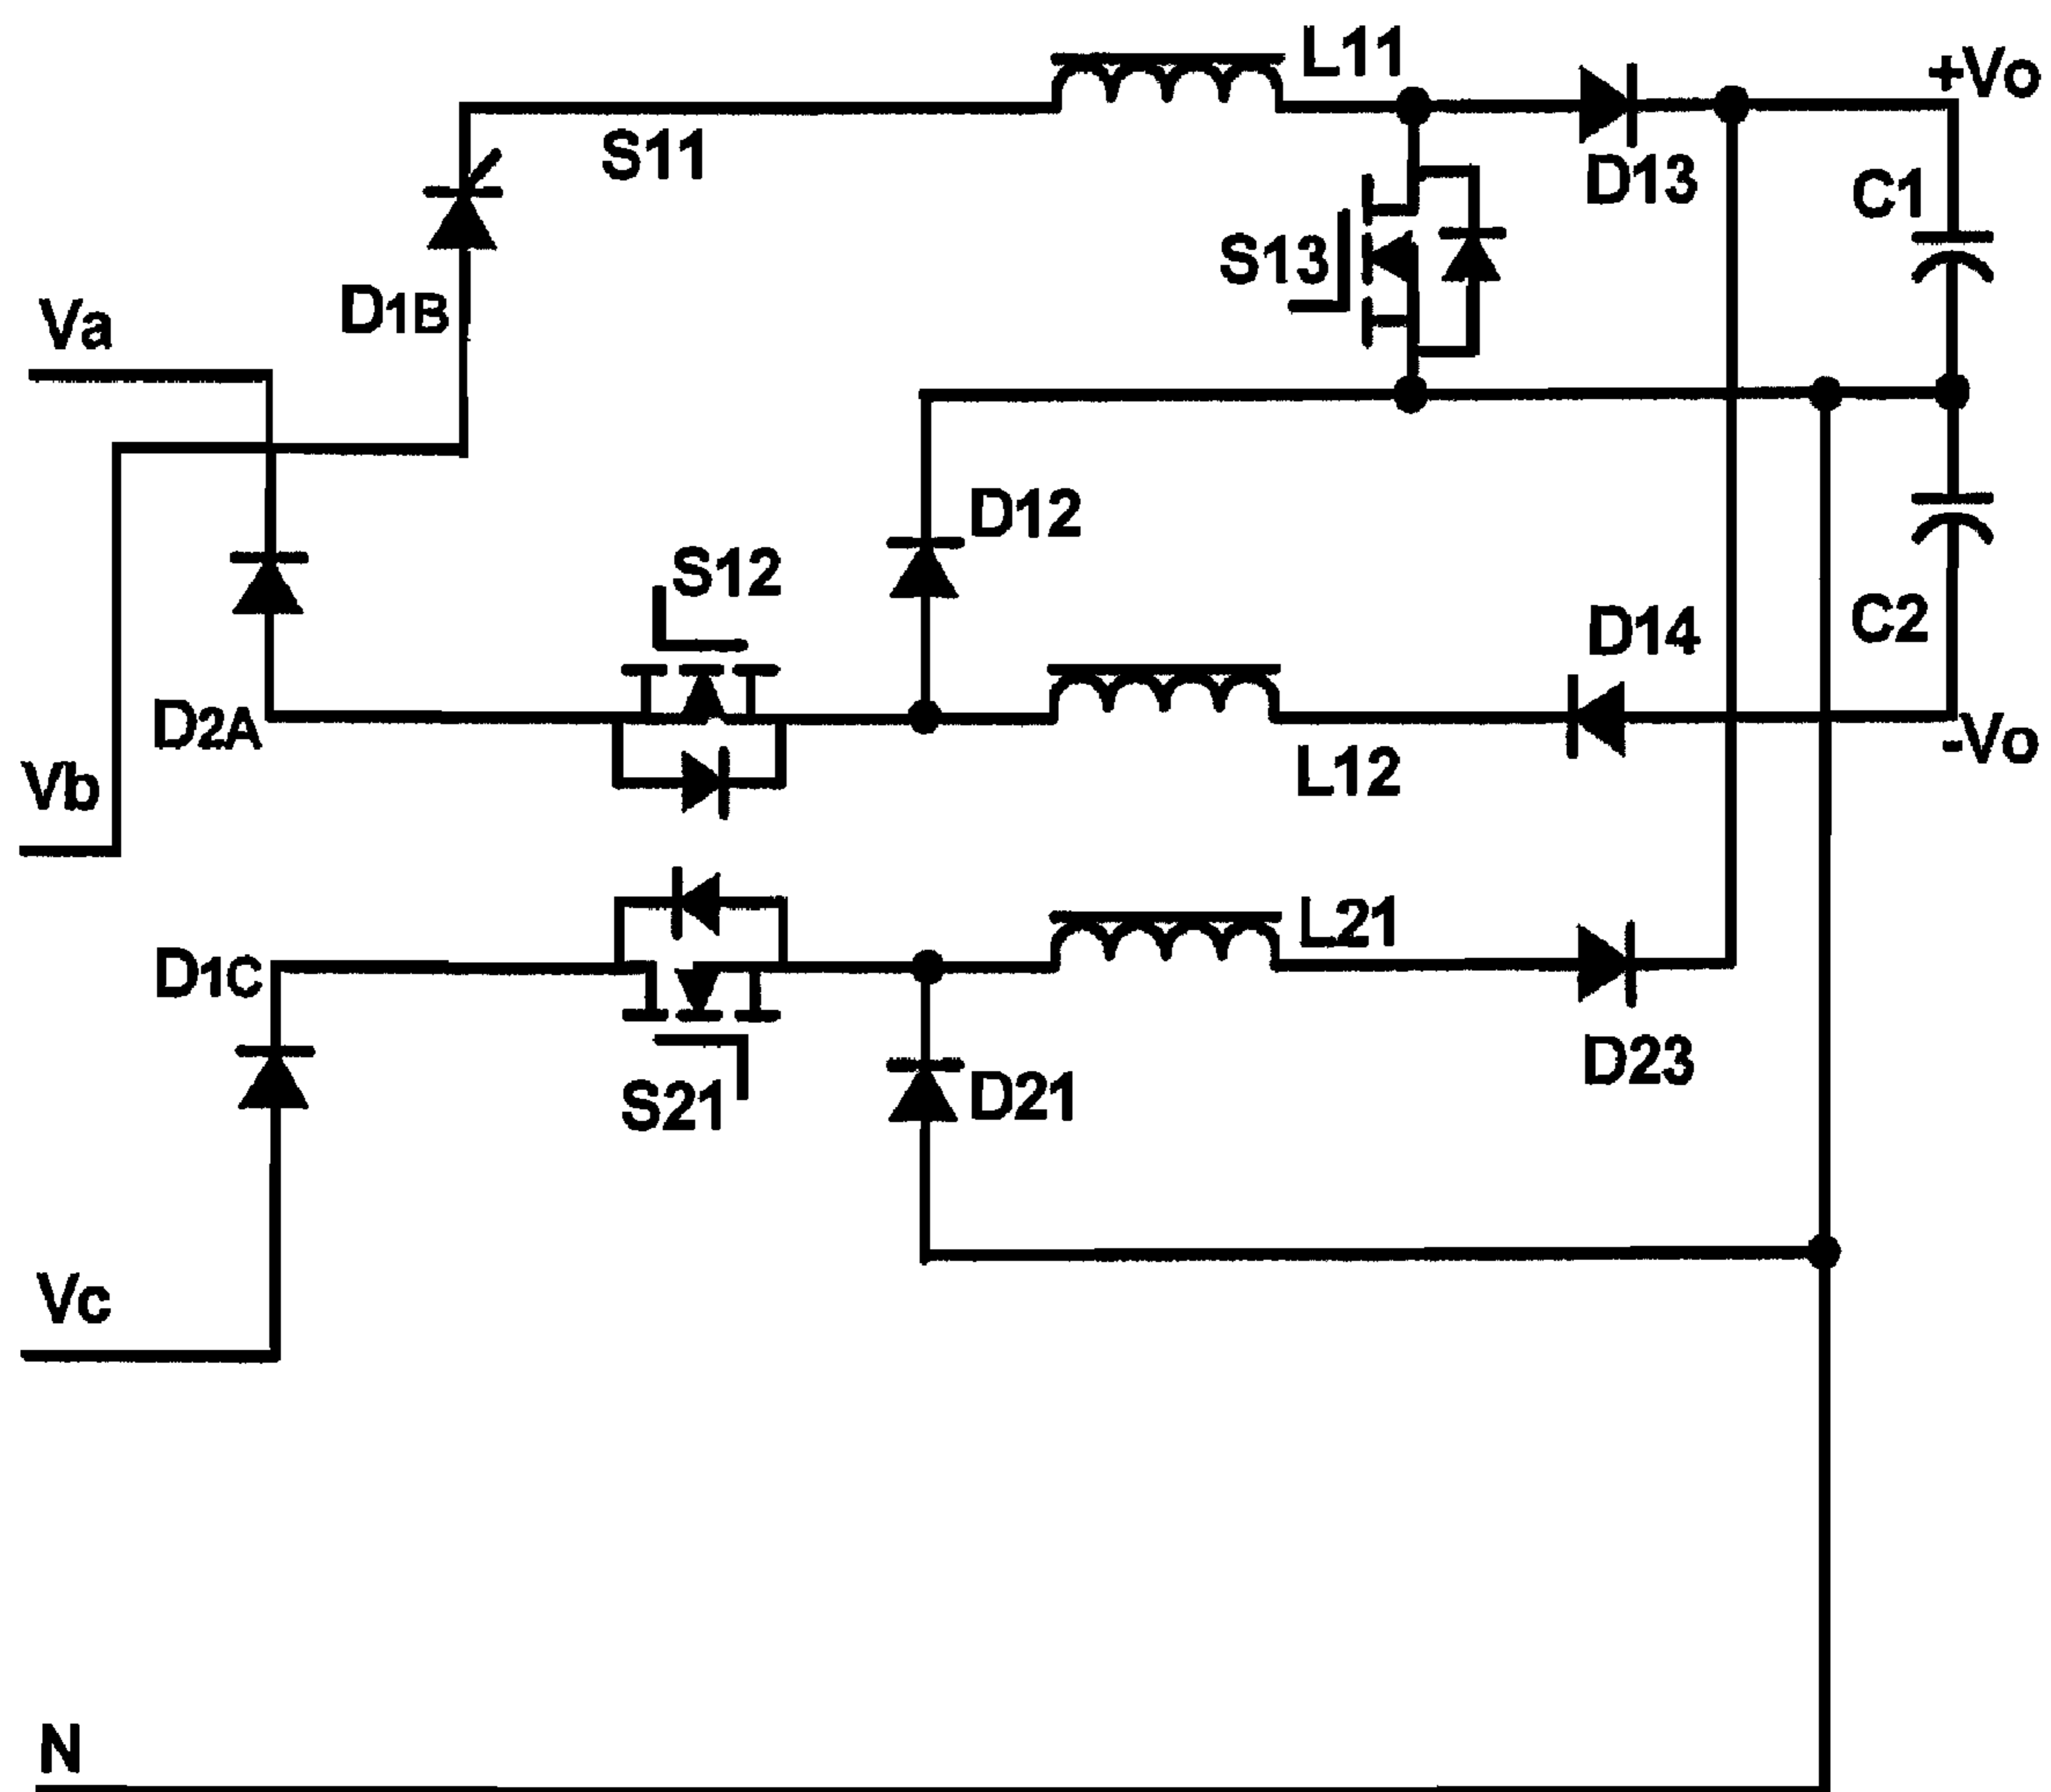 L11
+Vo
S11
D13
C1
S13
D1B
Va
D12
S12
D14
C2
D2A
-Vo
L12
Vb
L21
D1C
D23
D21
S21
Vc
N